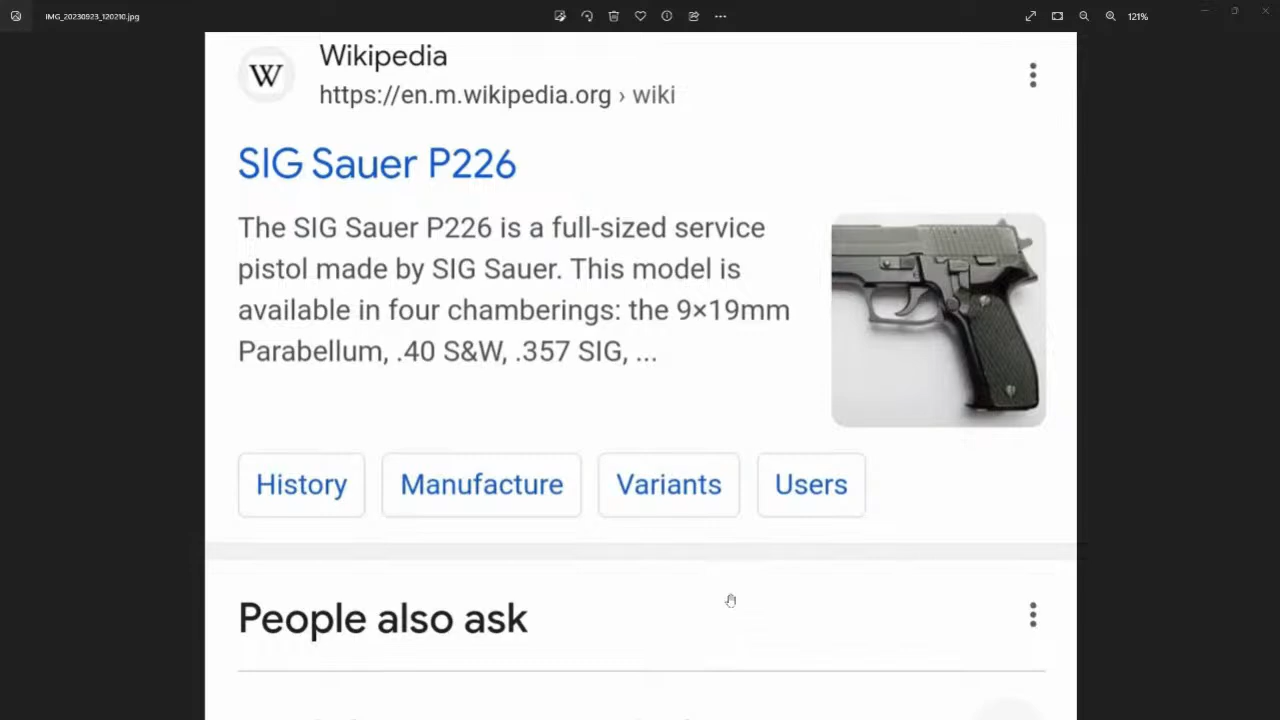 IMG_20230923_120210.jpg
121%
W
Wikipedia
https://en.m.wikipedia.org › wiki
SIG Sauer P226
The SIG Sauer P226 is a full-sized service
pistol made by SIG Sauer. This model is
available in four chamberings: the 9×19mm
Parabellum, .40 S&W, .357 SIG, ...
History
Manufacture
Variants
Users
People also ask